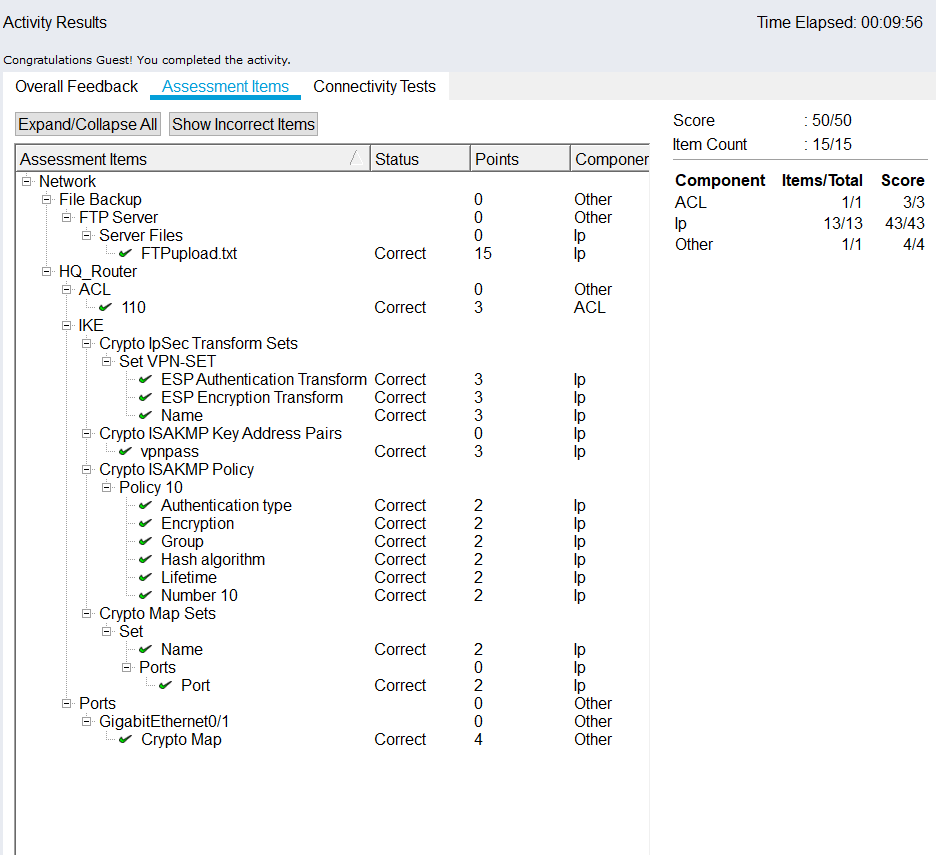 Activity Results Time Elapsed: 00:09:56
Congratulations Guest! You completed the activity.
Overall Feedback Assessment Items Connectivity Tests
Expand/Collapse All Show Incorrect Items
Score : 50/50
Item Count : 15/15
Component Items/Total Score
ACL 1/1 3/3
Ip 13/13 43/43
Other 1/1 4/4
Assessment Items Status Points Componer
Network
File Backup 0 Other
FTP Server 0 Other
Server Files 0 Ip
FTPupload.txt Correct 15 Ip
HQ_Router
ACL 0 Other
110 Correct 3 ACL
IKE
Crypto IpSec Transform Sets
Set VPN-SET
ESP Authentication Transform Correct 3 Ip
ESP Encryption Transform Correct 3 Ip
Name Correct 3 Ip
Crypto ISAKMP Key Address Pairs 0 Ip
vpnpass Correct 3 Ip
Crypto ISAKMP Policy
Policy 10
Authentication type Correct 2 Ip
Encryption Correct 2 Ip
Group Correct 2 Ip
Hash algorithm Correct 2 Ip
Lifetime Correct 2 Ip
Number 10 Correct 2 Ip
Crypto Map Sets
Set
Name Correct 2 Ip
Ports 0 Ip
Port Correct 2 Ip
Ports 0 Other
GigabitEthernet0/1 0 Other
Crypto Map Correct 4 Other